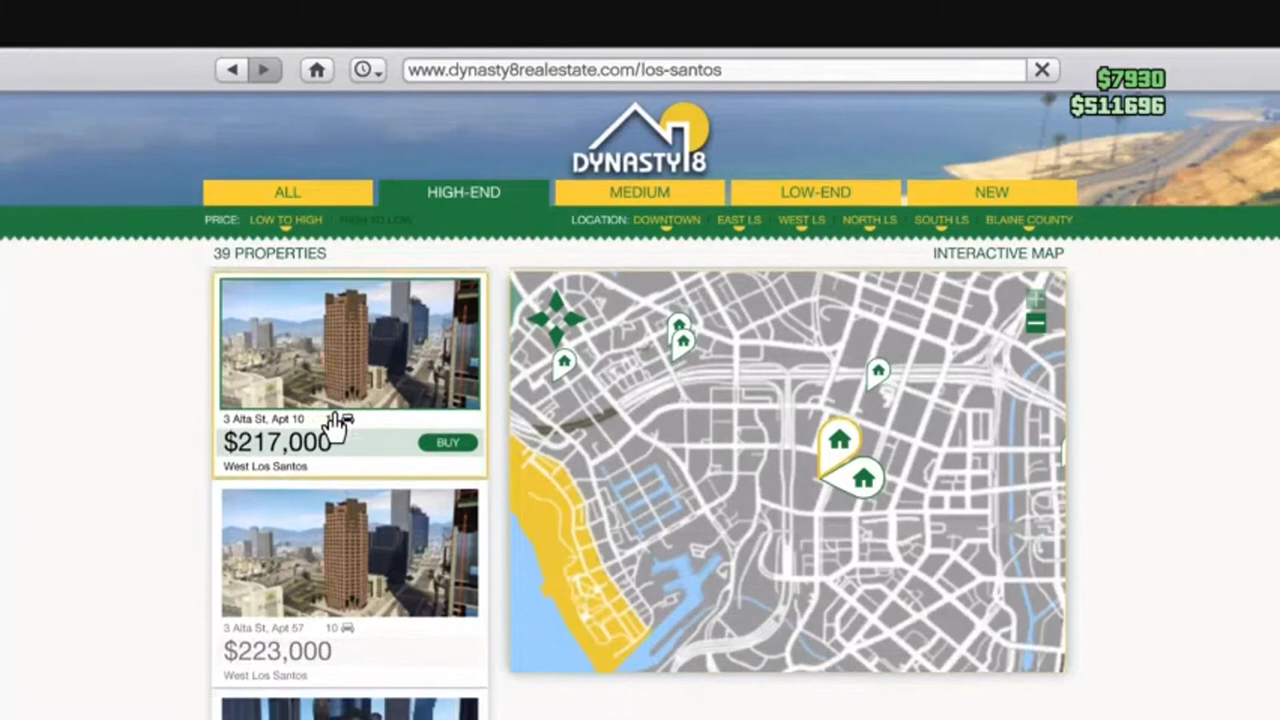 www.dynasty8realestate.com/los-santos
$7930
$511696
DYNASTY 8
ALL HIGH-END MEDIUM LOW-END NEW
PRICE: LOW TO HIGH HIGH TO LOW LOCATION: DOWNTOWN EAST LS WEST LS NORTH LS SOUTH LS BLAINE COUNTY
39 PROPERTIES INTERACTIVE MAP
3 Alta St, Apt 10
$217,000 BUY
West Los Santos
3 Alta St, Apt 57 10
$223,000
West Los Santos